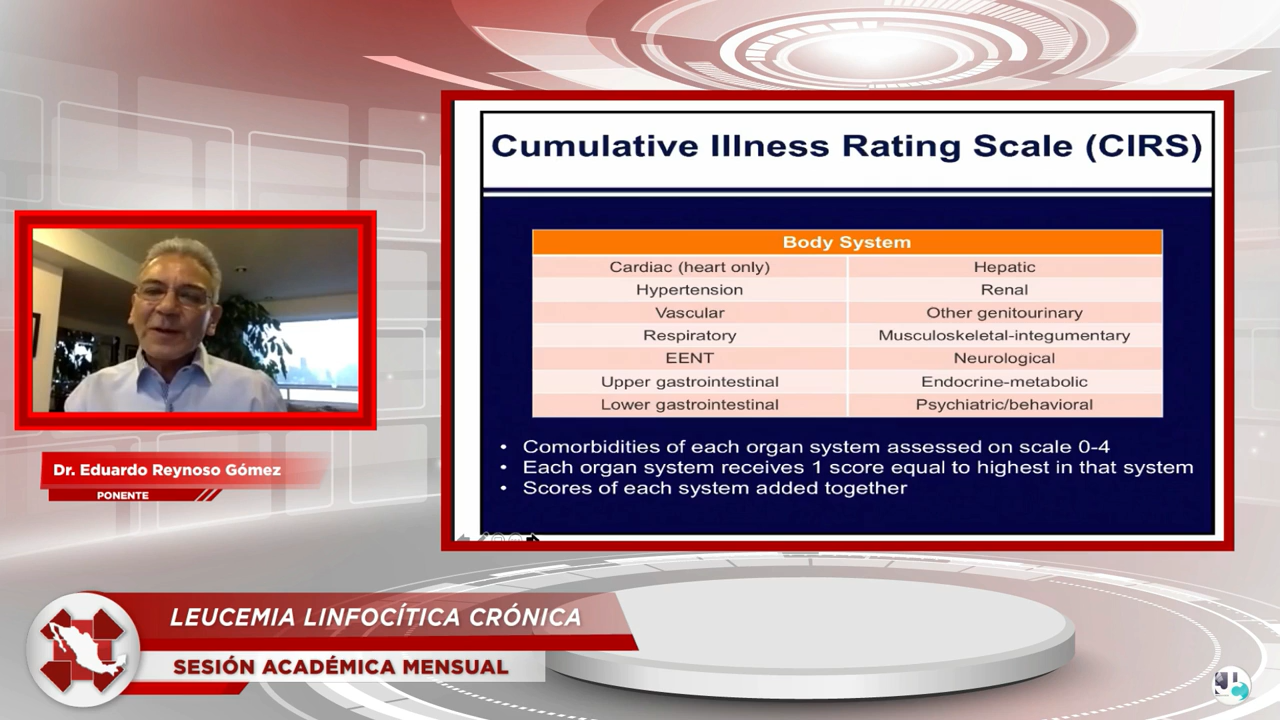 Cumulative Illness Rating Scale (CIRS)
Body System
Cardiac (heart only) Hepatic
Hypertension Renal
Vascular Other genitourinary
Respiratory Musculoskeletal-integumentary
EENT Neurological
Upper gastrointestinal Endocrine-metabolic
Lower gastrointestinal Psychiatric/behavioral
• Comorbidities of each organ system assessed on scale 0-4
• Each organ system receives 1 score equal to highest in that system
• Scores of each system added together
Dr. Eduardo Reynoso Gómez
PONENTE
LEUCEMIA LINFOCÍTICA CRÓNICA
SESIÓN ACADÉMICA MENSUAL